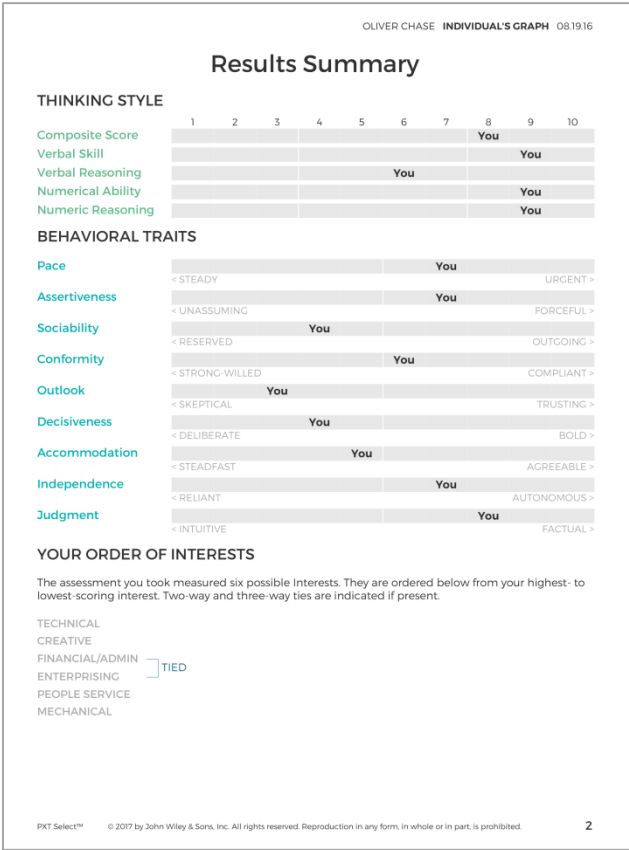 OLIVER CHASE INDIVIDUAL'S GRAPH 08.19.16
Results Summary
THINKING STYLE
1 2 3 4 5 6 7 8 9 10
Composite Score You
Verbal Skill You
Verbal Reasoning You
Numerical Ability You
Numeric Reasoning You
BEHAVIORAL TRAITS
Pace You
< STEADY URGENT >
Assertiveness You
< UNASSUMING FORCEFUL >
Sociability You
< RESERVED OUTGOING >
Conformity You
< STRONG-WILLED COMPLIANT >
Outlook You
< SKEPTICAL TRUSTING >
Decisiveness You
< DELIBERATE BOLD >
Accommodation You
< STEADFAST AGREEABLE >
Independence You
< RELIANT AUTONOMOUS >
Judgment You
< INTUITIVE FACTUAL >
YOUR ORDER OF INTERESTS
The assessment you took measured six possible Interests. They are ordered below from your highest- to
lowest-scoring interest. Two-way and three-way ties are indicated if present.
TECHNICAL
CREATIVE
FINANCIAL/ADMIN
TIED
ENTERPRISING
PEOPLE SERVICE
MECHANICAL
PXT Select™ © 2017 by John Wiley & Sons, Inc. All rights reserved. Reproduction in any form, in whole or in part, is prohibited. 2